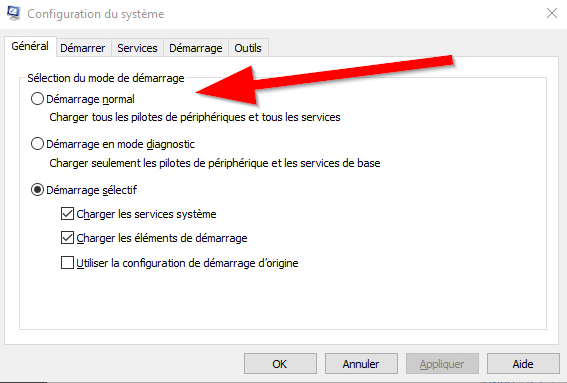 Configuration du système
Général Démarrer Services Démarrage Outils
Sélection du mode de démarrage
Démarrage normal
Charger tous les pilotes de périphériques et tous les services
Démarrage en mode diagnostic
Charger seulement les pilotes de périphérique et les services de base
Démarrage sélectif
Charger les services système
Charger les éléments de démarrage
Utiliser la configuration de démarrage d'origine
OK Annuler Appliquer Aide